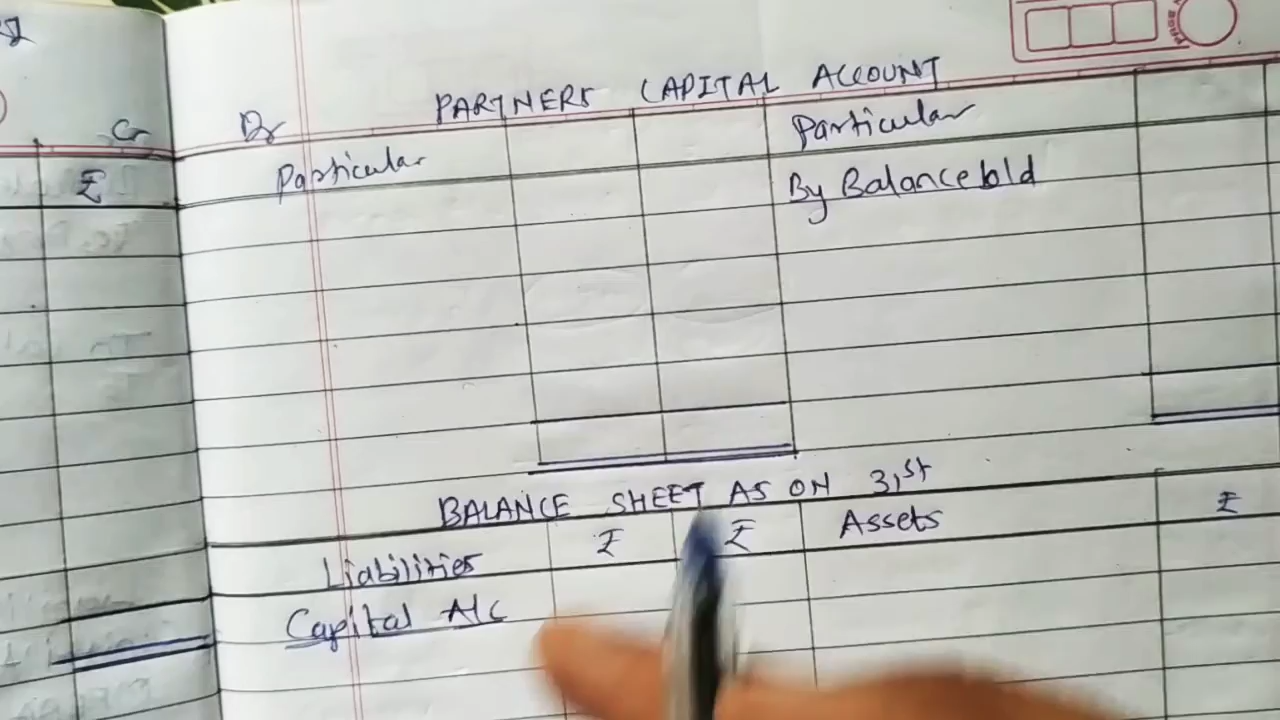 Cr
₹
Dr
PARTNERS CAPITAL ACCOUNT
Particular
Particular
By Balance b/d
BALANCE SHEET AS ON 31st
Liabilities
₹
₹
Assets
₹
Capital A/c